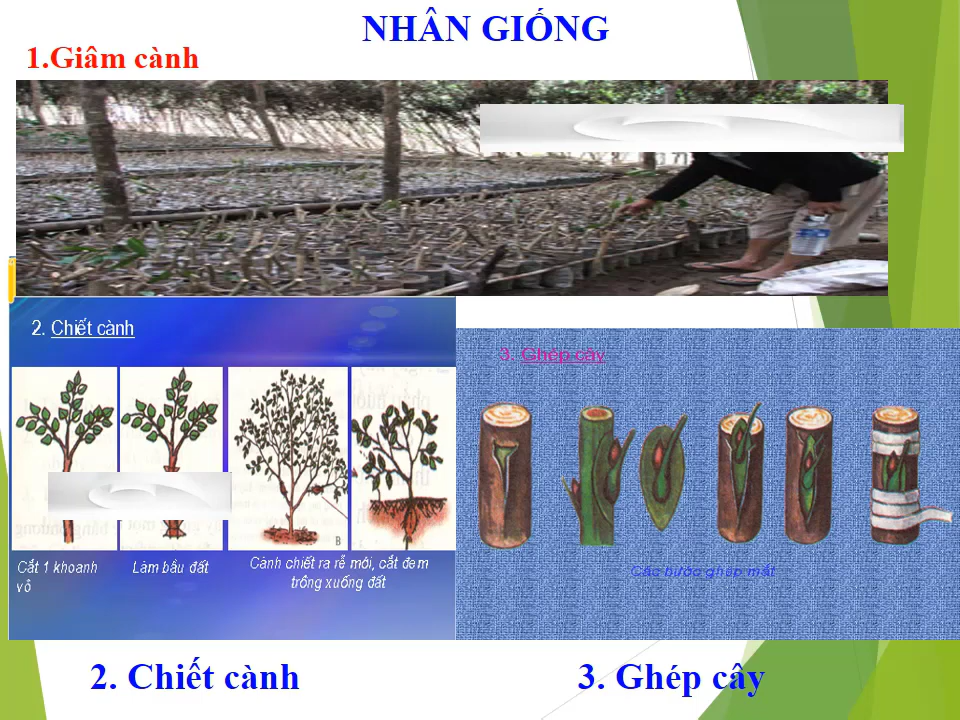 NHÂN GIỐNG
1.Giâm cành
2. Chiết cành
3. Ghép cây
Cắt 1 khoanh
vỏ
Làm bầu đất
Cành chiết ra rễ mới, cắt đem
trồng xuống đất
B
Các bước ghép mắt
2. Chiết cành
3. Ghép cây